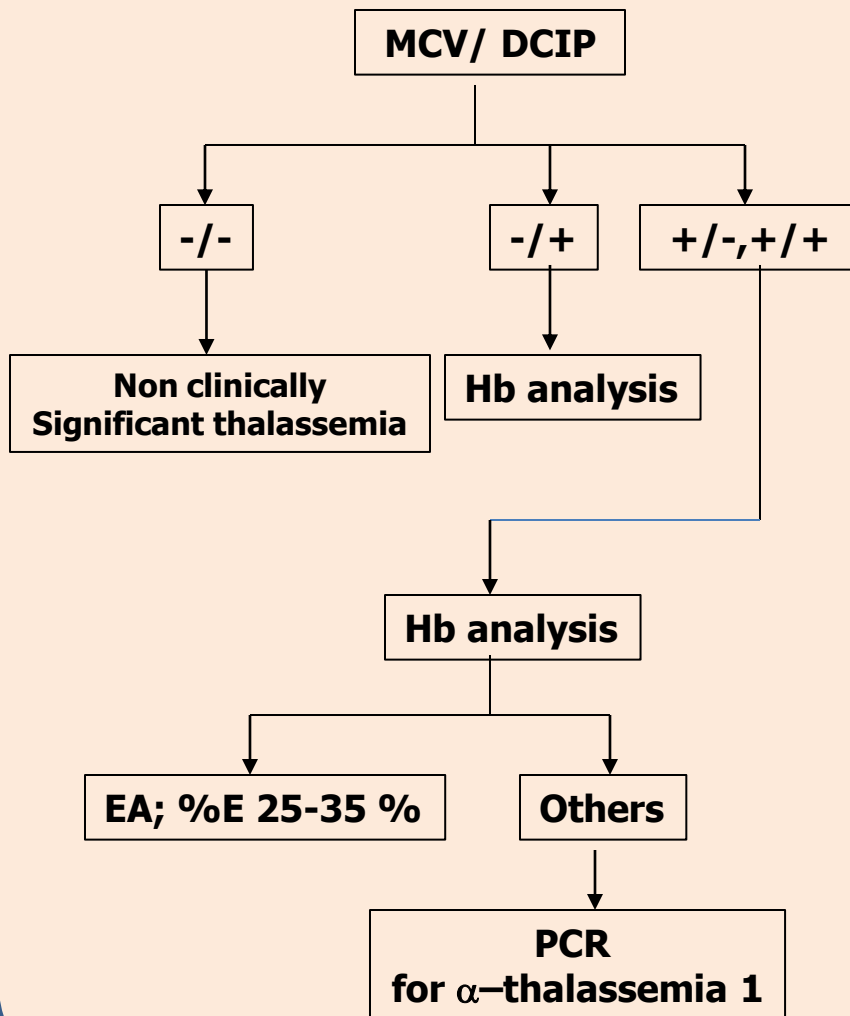 MCV/ DCIP
-/-
-/+
+/-,+/+
Non clinically
Significant thalassemia
Hb analysis
Hb analysis
EA; %E 25-35 %
Others
PCR
for α–thalassemia 1